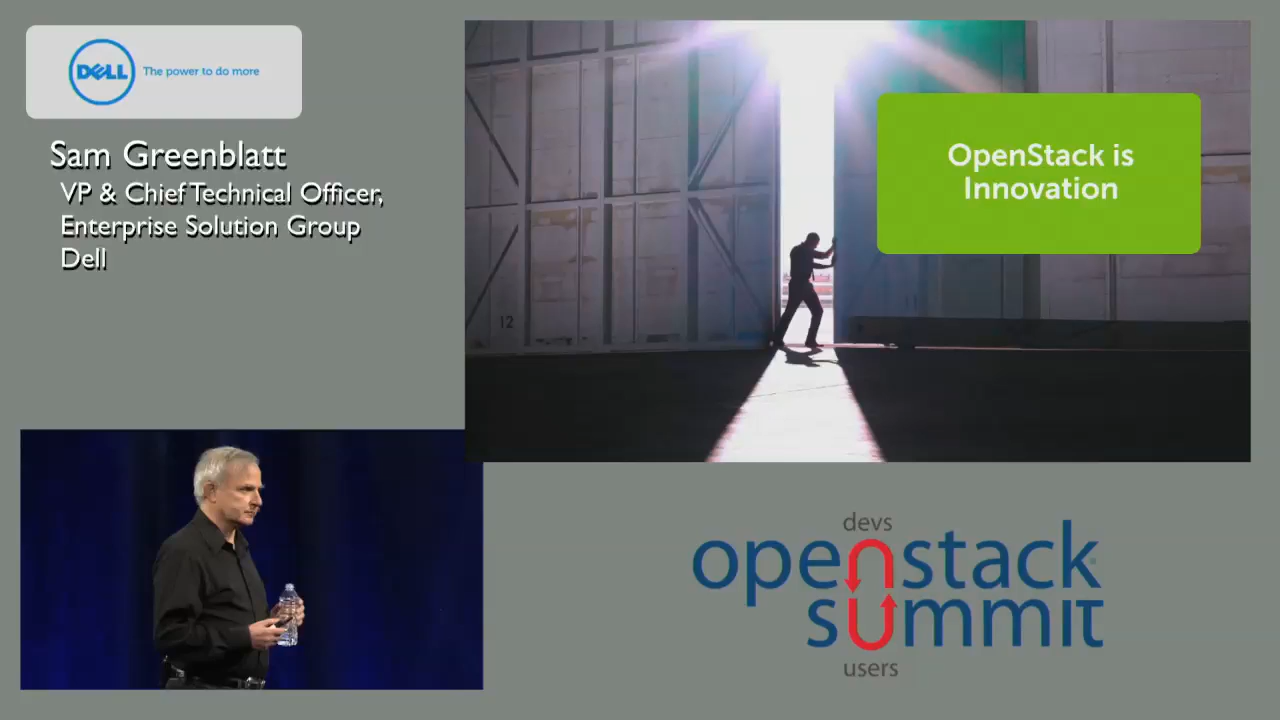 DELL The power to do more
Sam Greenblatt
VP & Chief Technical Officer,
Enterprise Solution Group
Dell
OpenStack is
Innovation
12
devs
openstack
summit
users